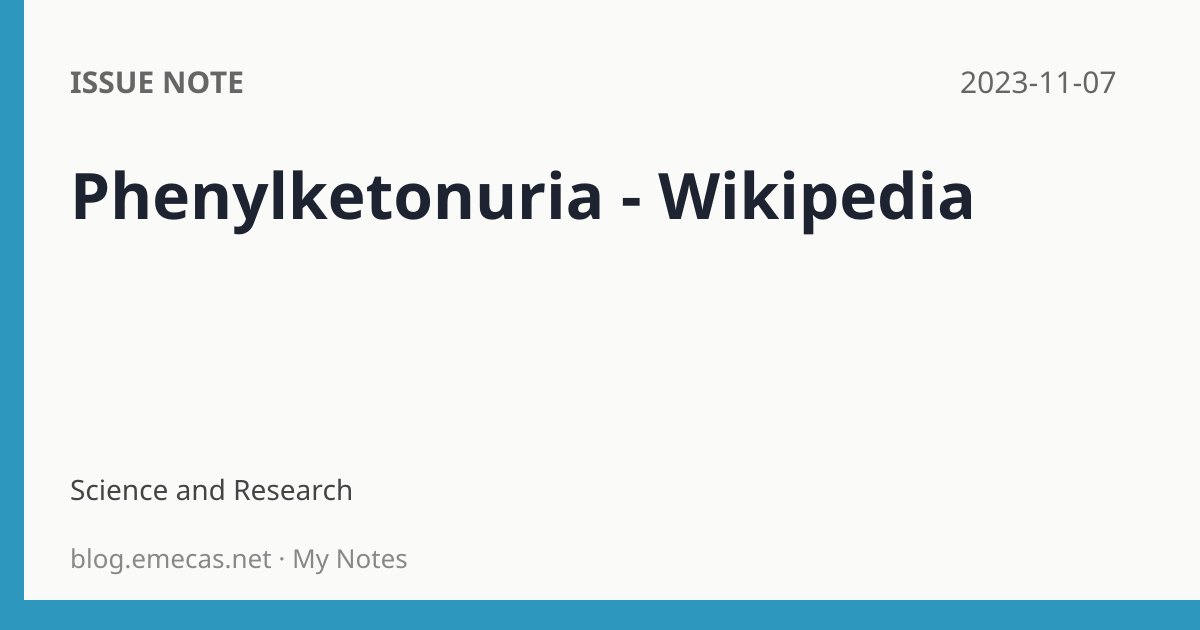 ISSUE NOTE
2023-11-07
Phenylketonuria - Wikipedia
Science and Research
blog.emecas.net · My Notes